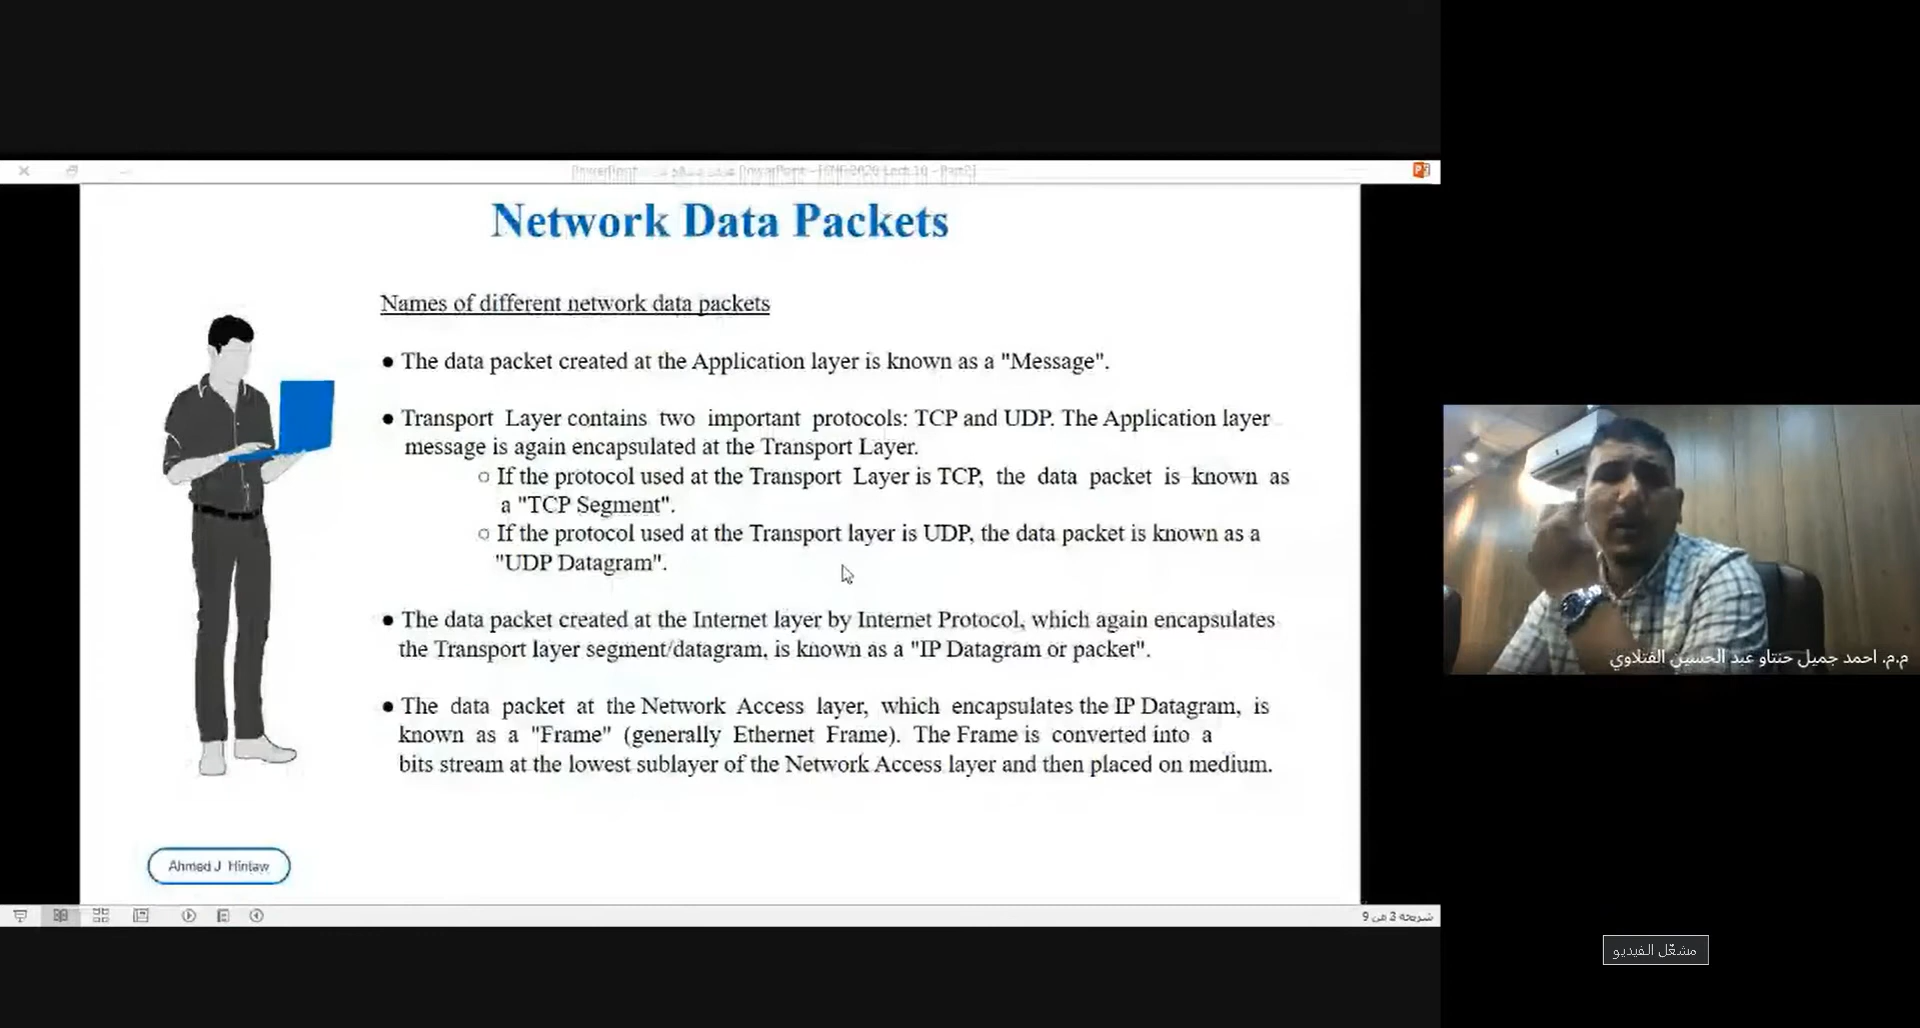 Network Data Packets
Names of different network data packets
● The data packet created at the Application layer is known as a "Message".
● Transport Layer contains two important protocols: TCP and UDP. The Application layer
message is again encapsulated at the Transport Layer.
○ If the protocol used at the Transport Layer is TCP, the data packet is known as
a "TCP Segment".
○ If the protocol used at the Transport layer is UDP, the data packet is known as a
"UDP Datagram".
● The data packet created at the Internet layer by Internet Protocol, which again encapsulates
the Transport layer segment/datagram, is known as a "IP Datagram or packet".
● The data packet at the Network Access layer, which encapsulates the IP Datagram, is
known as a "Frame" (generally Ethernet Frame). The Frame is converted into a
bits stream at the lowest sublayer of the Network Access layer and then placed on medium.
Ahmed J Hintaw
شريحة 3 من 9
م.م. احمد جميل حنتاو عبد الحسين الفتلاوي
مشغّل الفيديو